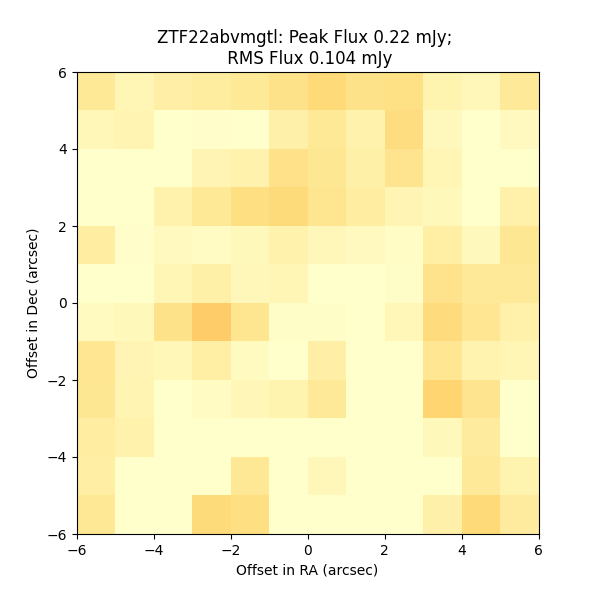 ZTF22abvmgtl: Peak Flux 0.22 mJy;
RMS Flux 0.104 mJy
6
4
2
0
−2
−4
−6
Offset in Dec (arcsec)
−6 −4 −2 0 2 4 6
Offset in RA (arcsec)